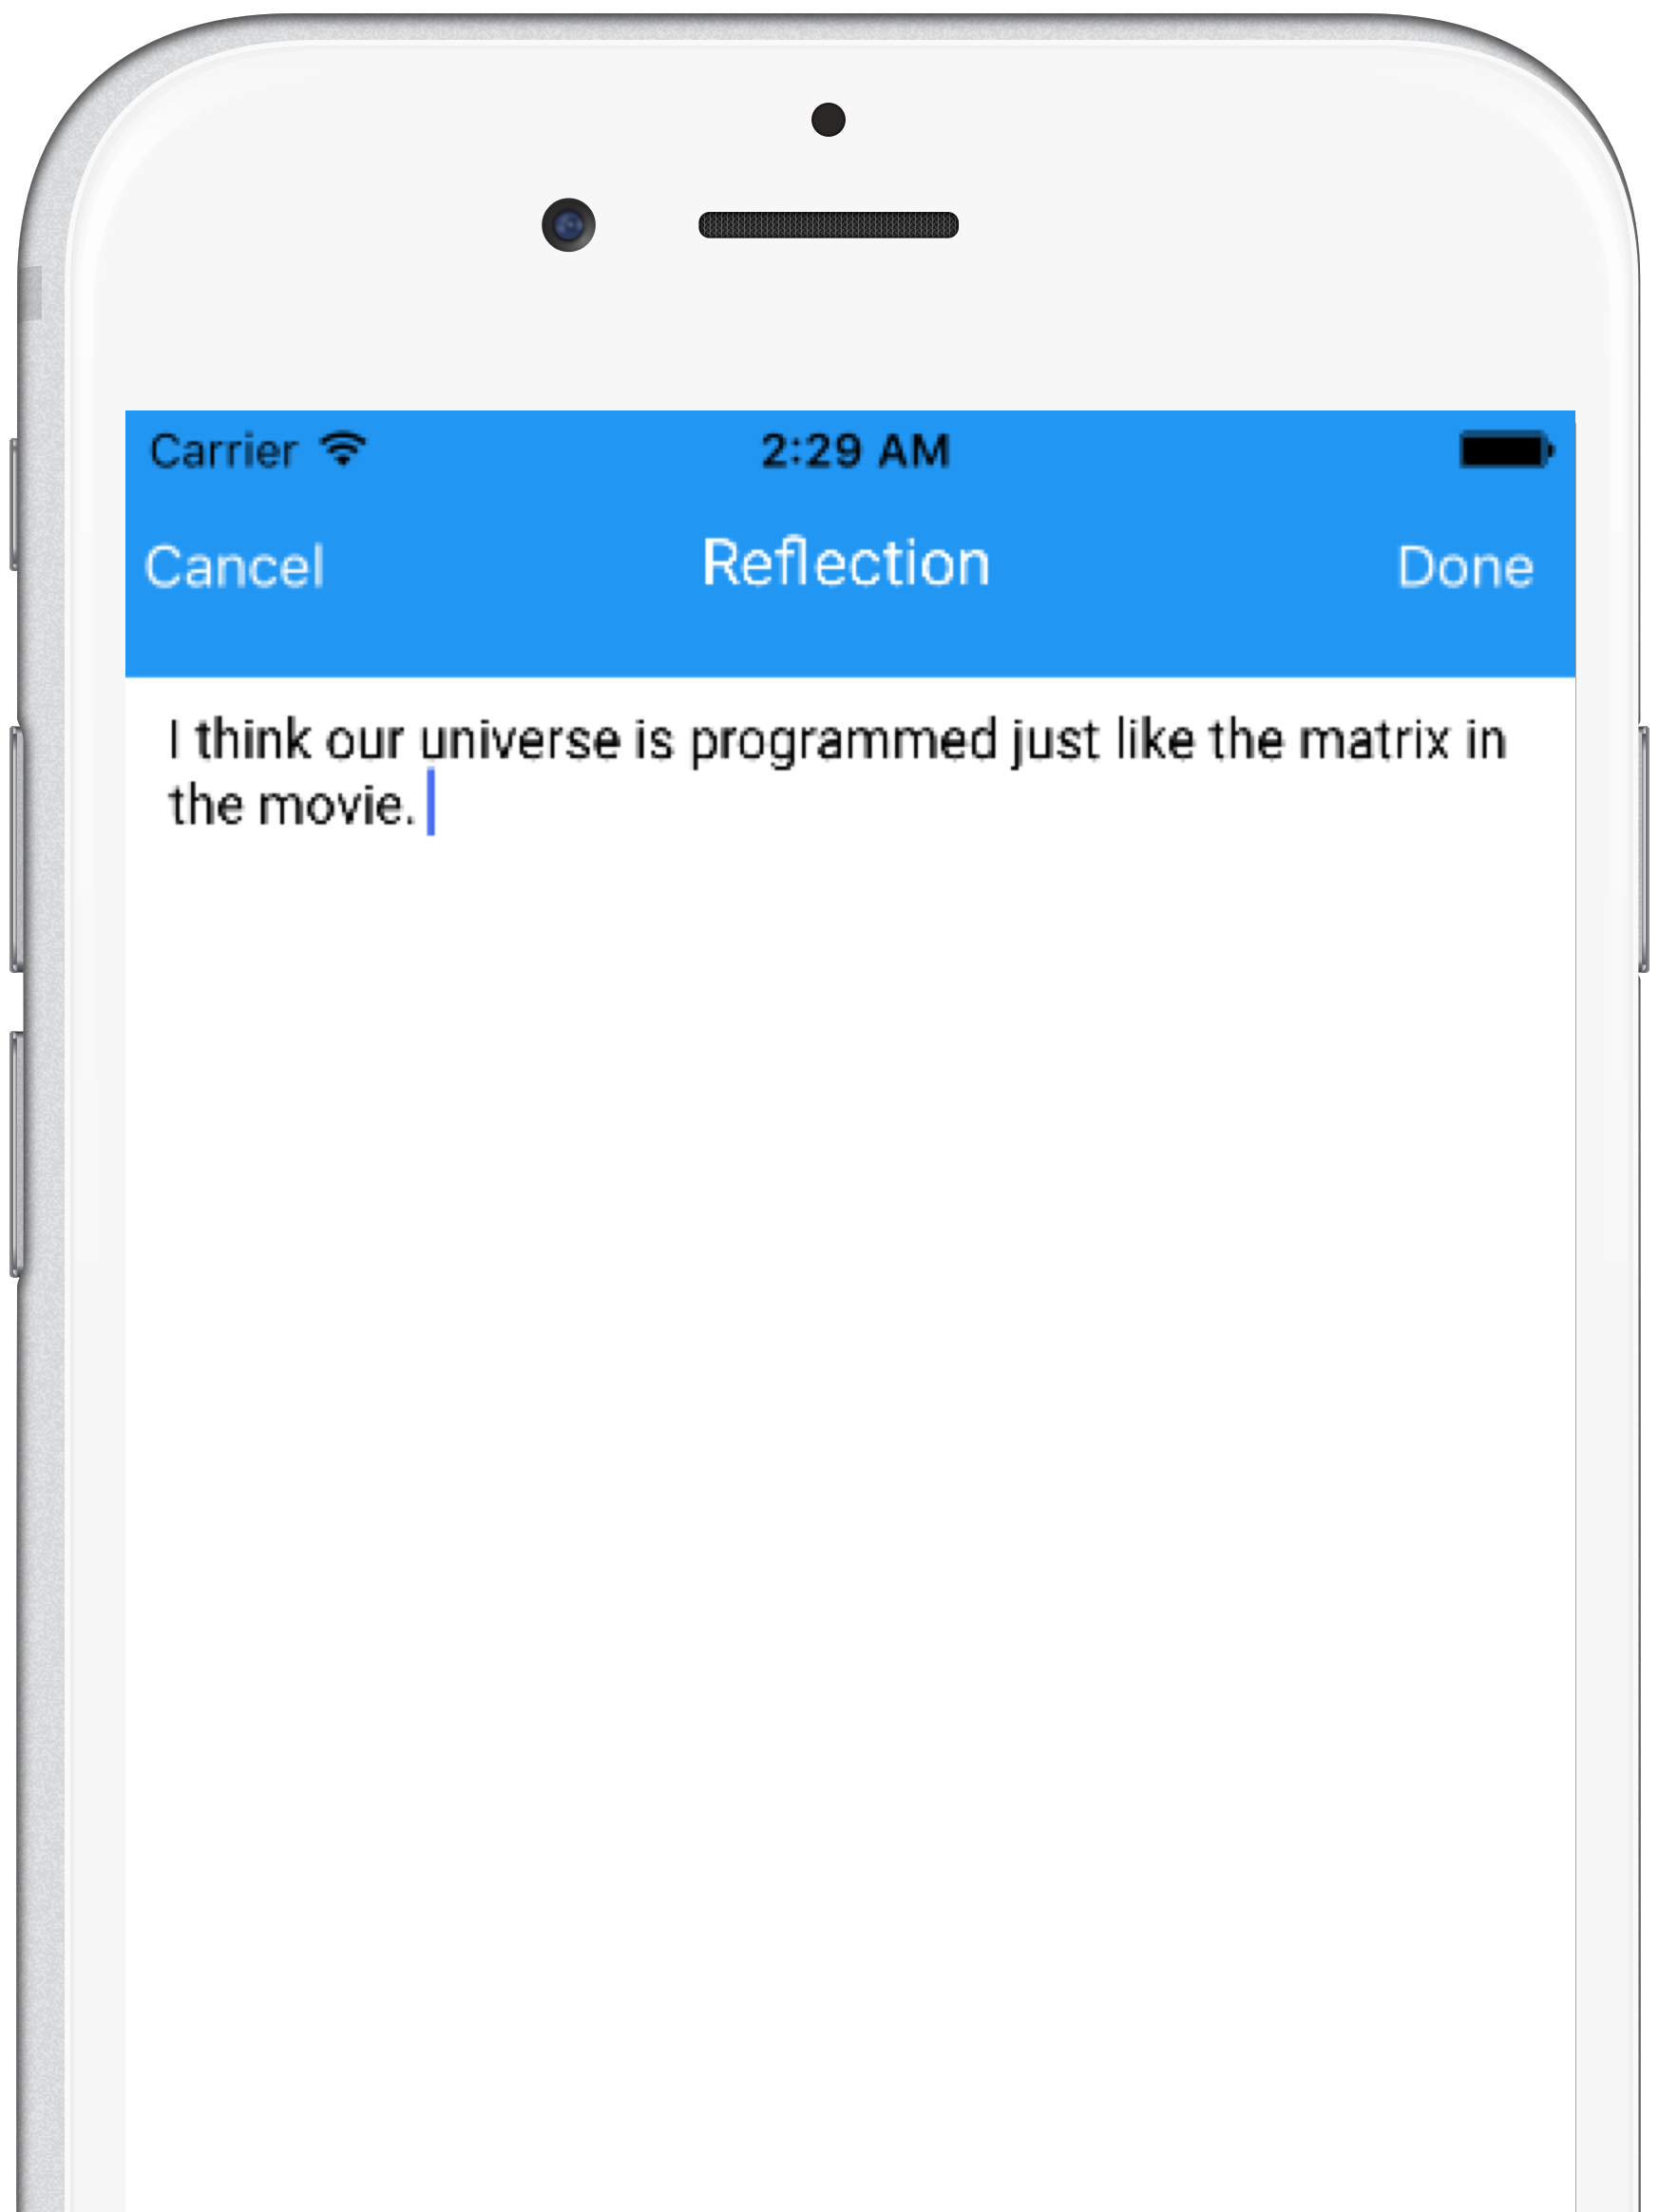 Carrier 2:29 AM
Cancel Reflection Done
I think our universe is programmed just like the matrix in
the movie.